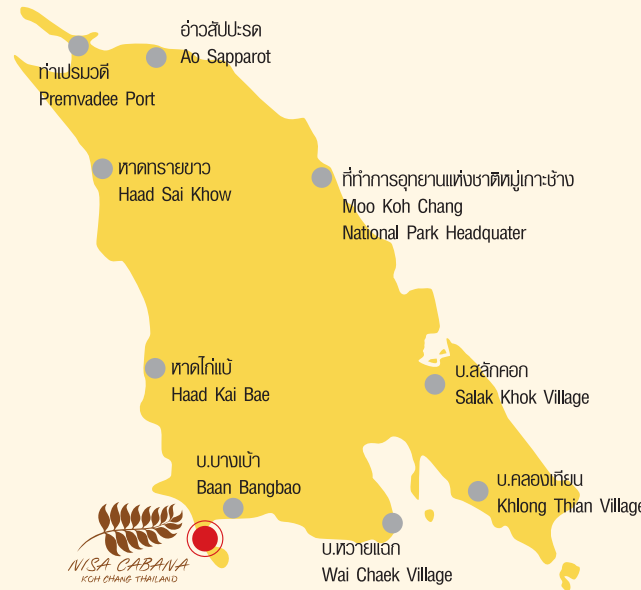 อ่าวสัปปะรด
Ao Sapparot
ท่าเปรมวดี
Premvadee Port
หาดทรายขาว
Haad Sai Khow
ที่ทำการอุทยานแห่งชาติหมู่เกาะช้าง
Moo Koh Chang
National Park Headquater
หาดไก่แบ้
Haad Kai Bae
บ.สลักคอก
Salak Khok Village
บ.บางเบ้า
Baan Bangbao
บ.คลองเทียน
Khlong Thian Village
NISA CABANA
KOH CHANG THAILAND
บ.หวายแฉก
Wai Chaek Village